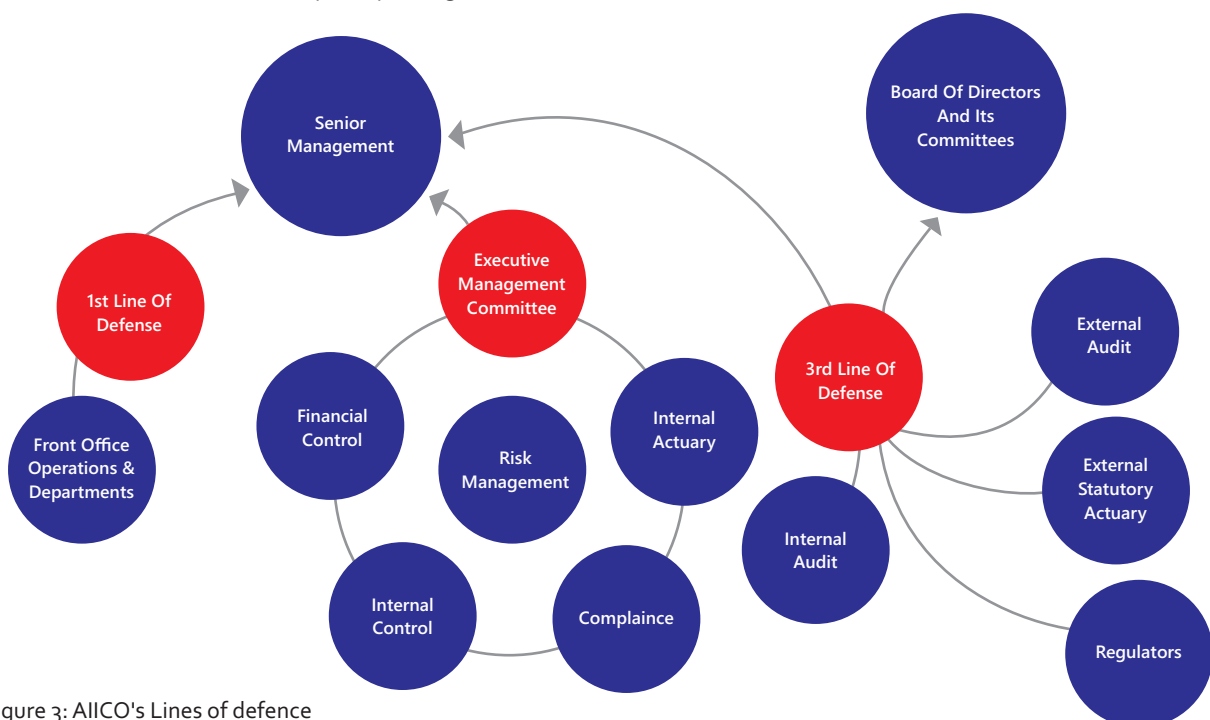 Senior
Management
Board Of Directors
And Its
Committees
1st Line Of
Defense
Executive
Management
Committee
3rd Line Of
Defense
External
Audit
Front Office
Operations &
Departments
Financial
Control
Risk
Management
Internal
Actuary
External
Statutory
Actuary
Internal
Audit
Internal
Control
Complaince
Regulators
gure 3: AIICO's Lines of defence